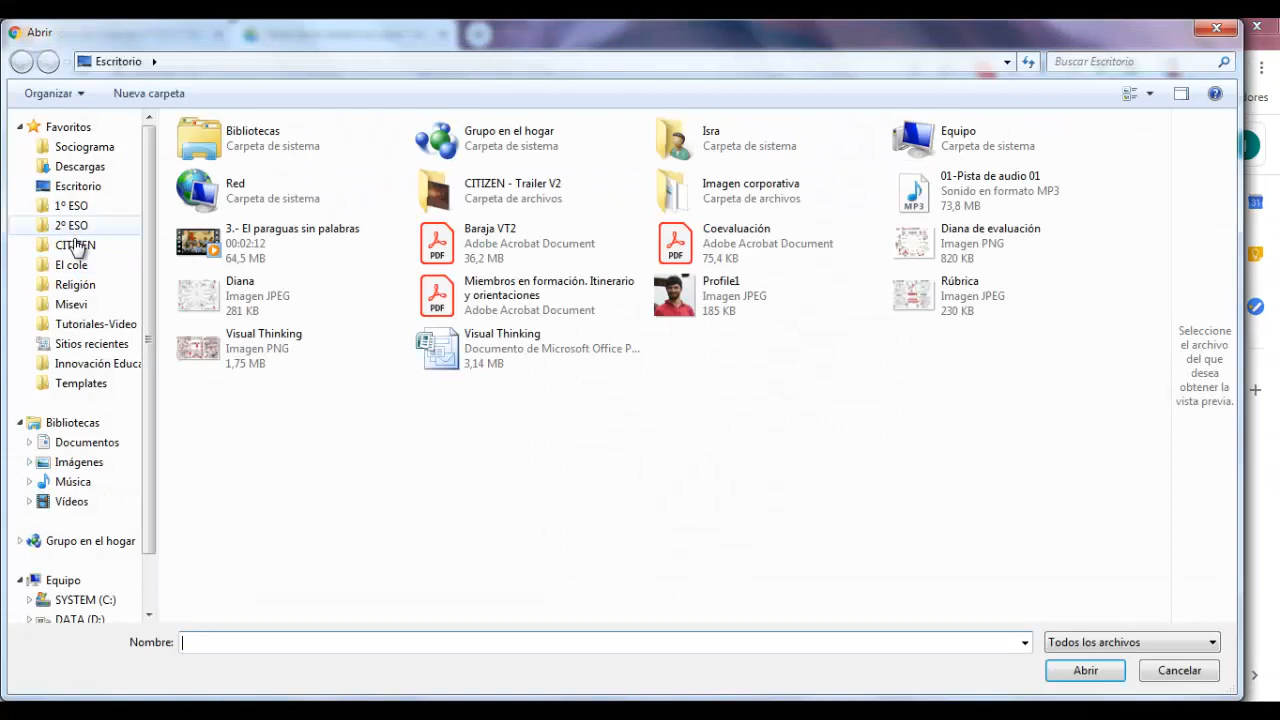 Abrir
Escritorio
Buscar Escritorio
Organizar
Nueva carpeta
Favoritos
Sociograma
Descargas
Escritorio
1º ESO
2º ESO
CITIZEN
El cole
Religión
Misevi
Tutoriales-Video
Sitios recientes
Innovación Educa
Templates
Bibliotecas
Documentos
Imágenes
Música
Vídeos
Grupo en el hogar
Equipo
SYSTEM (C:)
DATA (D:)
Bibliotecas
Carpeta de sistema
Grupo en el hogar
Carpeta de sistema
Isra
Carpeta de sistema
Equipo
Carpeta de sistema
Red
Carpeta de sistema
CITIZEN - Trailer V2
Carpeta de archivos
Imagen corporativa
Carpeta de archivos
MP3
01-Pista de audio 01
Sonido en formato MP3
73,8 MB
3.- El paraguas sin palabras
00:02:12
64,5 MB
PDF
Baraja VT2
Adobe Acrobat Document
36,2 MB
PDF
Coevaluación
Adobe Acrobat Document
75,4 KB
Diana de evaluación
Imagen PNG
820 KB
Diana
Imagen JPEG
281 KB
PDF
Miembros en formación. Itinerario
y orientaciones
Adobe Acrobat Document
Profile1
Imagen JPEG
185 KB
Rúbrica
Imagen JPEG
230 KB
Visual Thinking
Imagen PNG
1,75 MB
Visual Thinking
Documento de Microsoft Office P...
3,14 MB
Seleccione
el archivo
del que
desea
obtener la
vista previa.
ores
31
Nombre:
Todos los archivos
Abrir
Cancelar